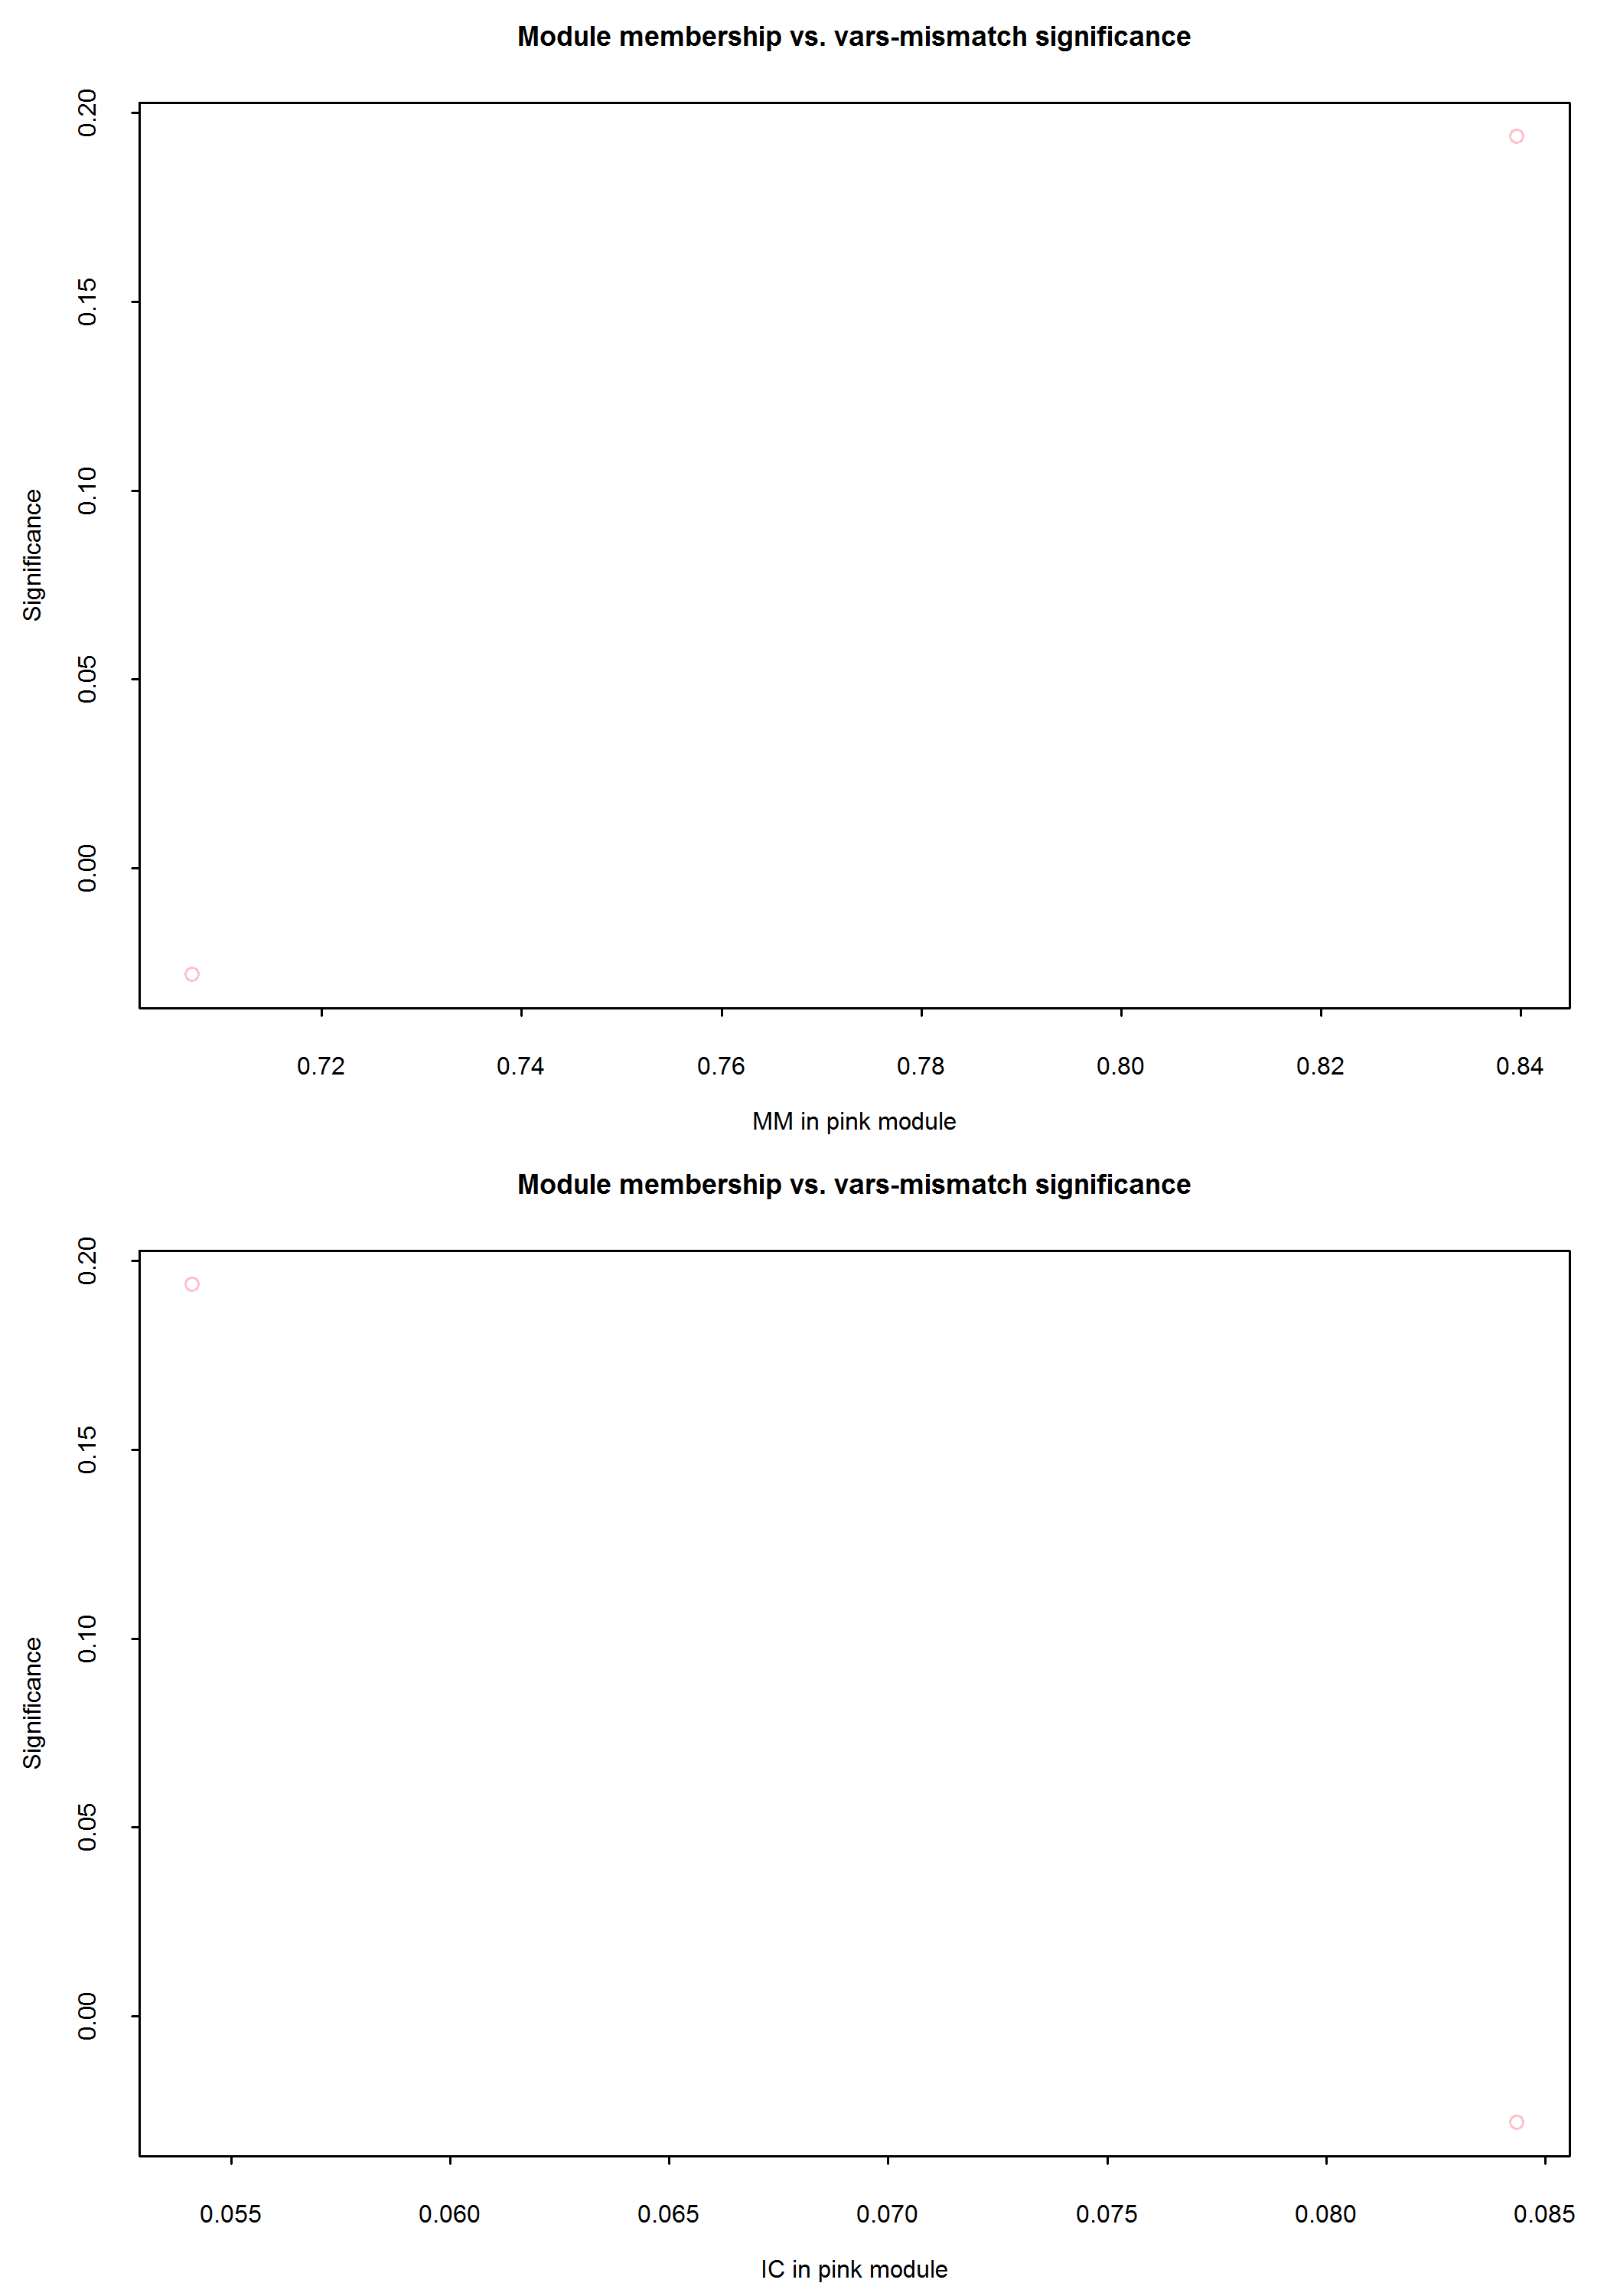 Module membership vs. vars-mismatch significance
0.20
0.15
0.10
0.05
0.00
Significance
0.72 0.74 0.76 0.78 0.80 0.82 0.84
MM in pink module
Module membership vs. vars-mismatch significance
0.20
0.15
0.10
0.05
0.00
Significance
0.055 0.060 0.065 0.070 0.075 0.080 0.085
IC in pink module